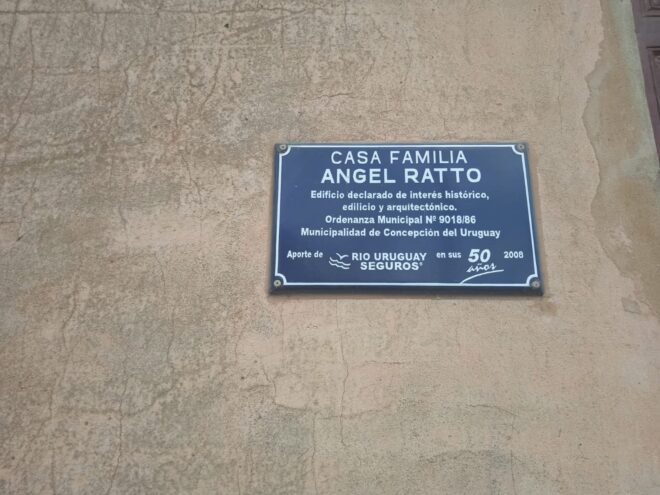 CASA FAMILIA
ANGEL RATTO
Edificio declarado de interés histórico,
edilicio y arquitectónico.
Ordenanza Municipal Nº 9018/86
Municipalidad de Concepción del Uruguay
Aporte de RIO URUGUAY SEGUROS® en sus 50 años 2008